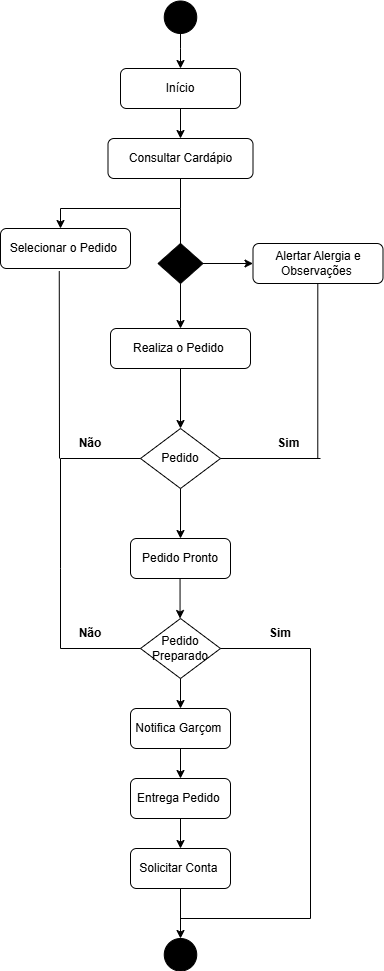 Início
Consultar Cardápio
Selecionar o Pedido
Alertar Alergia e
Observações
Realiza o Pedido
Não
Pedido
Sim
Pedido Pronto
Não
Pedido
Preparado
Sim
Notifica Garçom
Entrega Pedido
Solicitar Conta